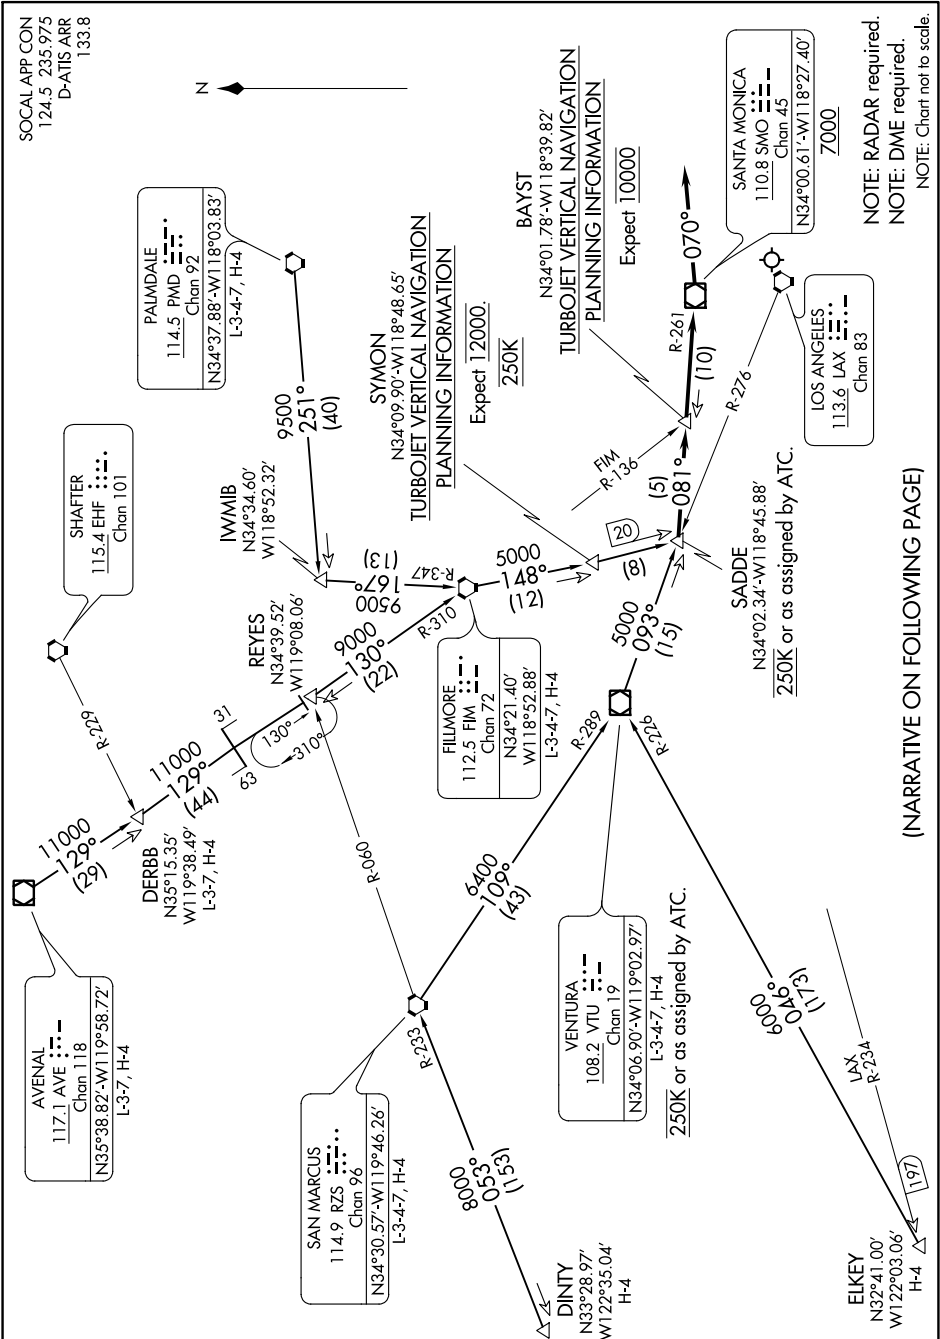 SOCAL APP CON
124.5 235.975
D-ATIS ARR
133.8
N
PALMDALE
114.5 PMD
Chan 92
N34°37.88'-W118°03.83'
L-3-4-7, H-4
SHAFTER
115.4 EHF
Chan 101
R-229
AVENAL
117.1 AVE
Chan 118
N35°38.82'-W119°58.72'
L-3-7, H-4
11000
129°
(29)
DERBB
N35°15.35'
W119°38.49'
L-3-7, H-4
11000
129°
(44)
31
63
130°
310°
REYES
N34°39.52'
W119°08.06'
9500
251°
(40)
IWMIB
N34°34.60'
W118°52.32'
9500
167°
(13)
R-347
9000
130°
(22)
R-310
FILLMORE
112.5 FIM
Chan 72
N34°21.40'
W118°52.88'
L-3-4-7, H-4
5000
148°
(12)
SYMON
N34°09.90'-W118°48.65'
TURBOJET VERTICAL NAVIGATION
PLANNING INFORMATION
Expect 12000.
250K
20
(8)
BAYST
N34°01.78'-W118°39.82'
TURBOJET VERTICAL NAVIGATION
PLANNING INFORMATION
Expect 10000
FIM
R-136
(5)
081°
R-261
(10)
070°
SANTA MONICA
110.8 SMO
Chan 45
N34°00.61'-W118°27.40'
7000
R-276
LOS ANGELES
113.6 LAX
Chan 83
SADDE
N34°02.34'-W118°45.88'
250K or as assigned by ATC.
5000
093°
(15)
R-289
R-226
VENTURA
108.2 VTU
Chan 19
N34°06.90'-W119°02.97'
L-3-4-7, H-4
250K or as assigned by ATC.
R-060
6400
109°
(43)
SAN MARCUS
114.9 RZS
Chan 96
N34°30.57'-W119°46.26'
L-3-4-7, H-4
R-233
8000
053°
(153)
DINTY
N33°28.97'
W122°35.04'
H-4
6000
046°
(173)
LAX
R-234
197
ELKEY
N32°41.00'
W122°03.06'
H-4
NOTE: RADAR required.
NOTE: DME required.
NOTE: Chart not to scale.
(NARRATIVE ON FOLLOWING PAGE)